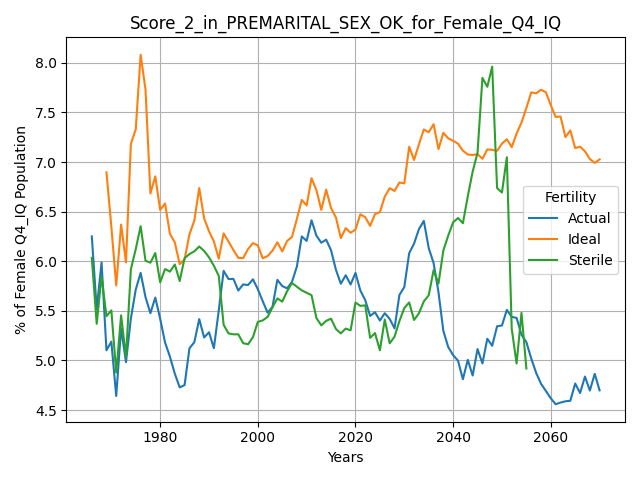 Score_2_in_PREMARITAL_SEX_OK_for_Female_Q4_IQ
% of Female Q4_IQ Population
8.0
7.5
7.0
6.5
6.0
5.5
5.0
4.5
Fertility
Actual
Ideal
Sterile
1980
2000
2020
2040
2060
Years